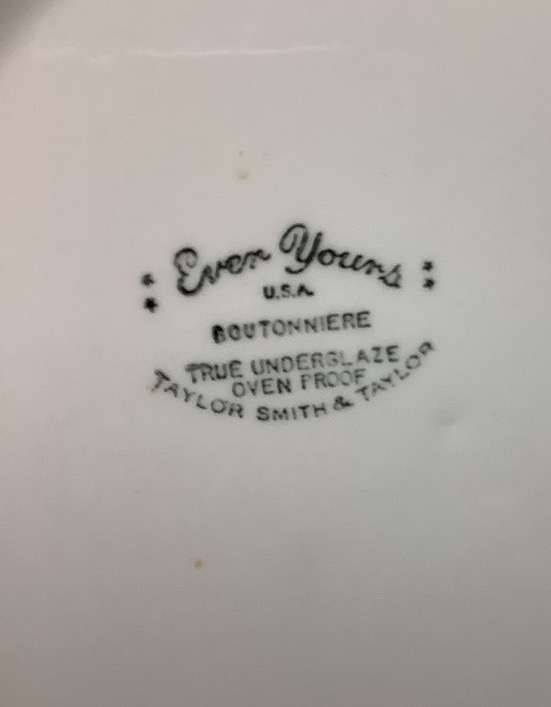 Ever Yours
U.S.A.
BOUTONNIERE
TRUE UNDERGLAZE
OVEN PROOF
TAYLOR SMITH & TAYLOR